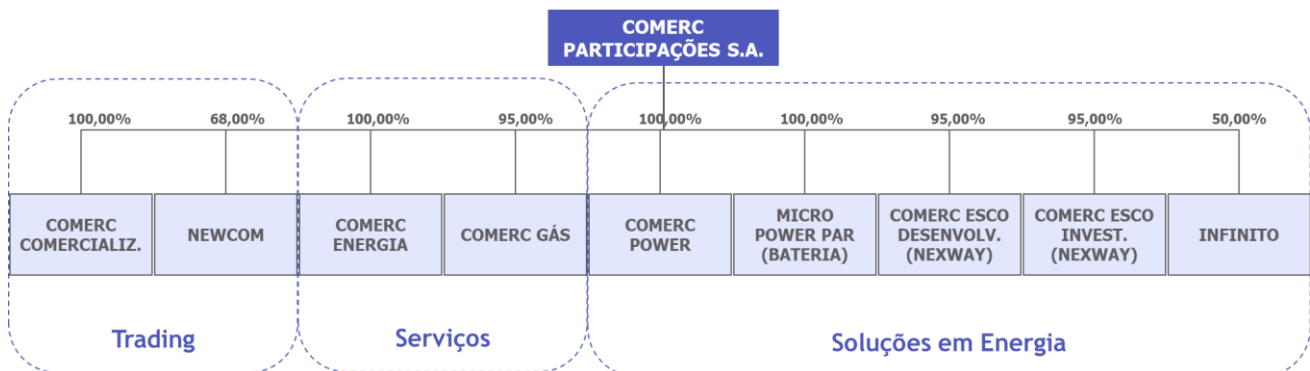 COMERC
PARTICIPAÇÕES S.A.
100,00%
68,00%
100,00%
95,00%
100,00%
100,00%
95,00%
95,00%
50,00%
COMERC
COMERCIALIZ.
NEWCOM
COMERC
ENERGIA
COMERC GÁS
COMERC
POWER
MICRO
POWER PAR
(BATERIA)
COMERC ESCO
DESENVOLV.
(NEXWAY)
COMERC ESCO
INVEST.
(NEXWAY)
INFINITO
Trading
Serviços
Soluções em Energia